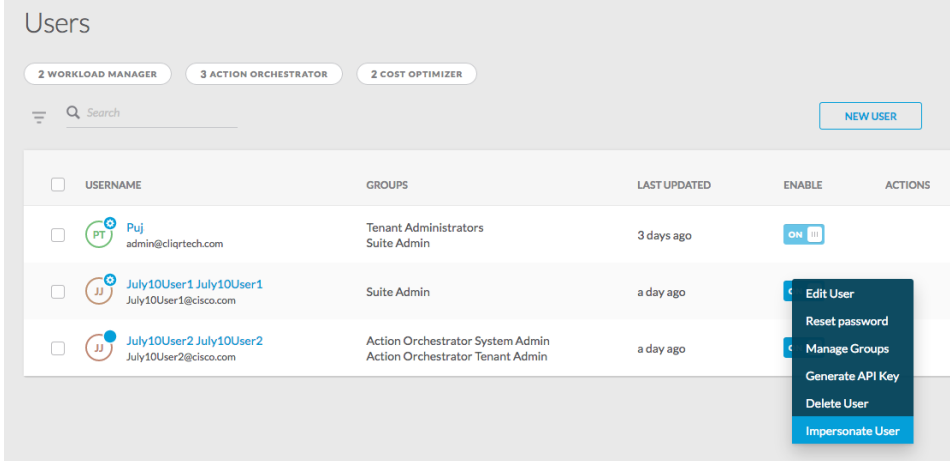 Users
2 WORKLOAD MANAGER 3 ACTION ORCHESTRATOR 2 COST OPTIMIZER
Search
NEW USER
USERNAME GROUPS LAST UPDATED ENABLE ACTIONS
PT Puj Tenant Administrators
admin@cliqrtech.com Suite Admin 3 days ago ON
JJ July10User1 July10User1
July10User1@cisco.com Suite Admin a day ago
JJ July10User2 July10User2 Action Orchestrator System Admin
July10User2@cisco.com Action Orchestrator Tenant Admin a day ago
Edit User
Reset password
Manage Groups
Generate API Key
Delete User
Impersonate User